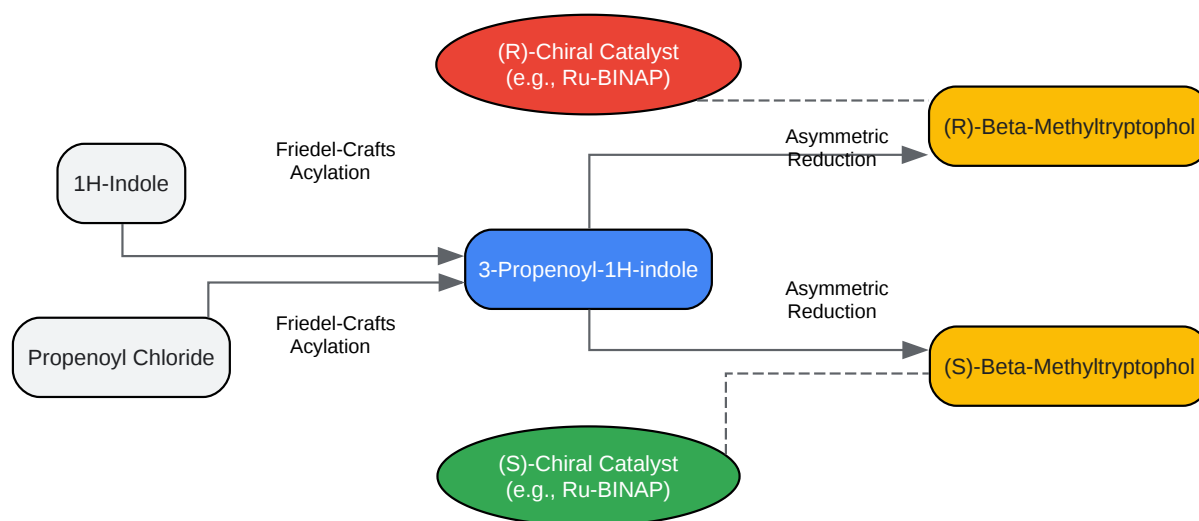 (R)-Chiral Catalyst
(e.g., Ru-BINAP)
(R)-Beta-Methyltryptophol
Asymmetric
Reduction
Friedel-Crafts
Acylation
1H-Indole
3-Propenoyl-1H-indole
Asymmetric
Reduction
Friedel-Crafts
Acylation
Propenoyl Chloride
(S)-Beta-Methyltryptophol
(S)-Chiral Catalyst
(e.g., Ru-BINAP)